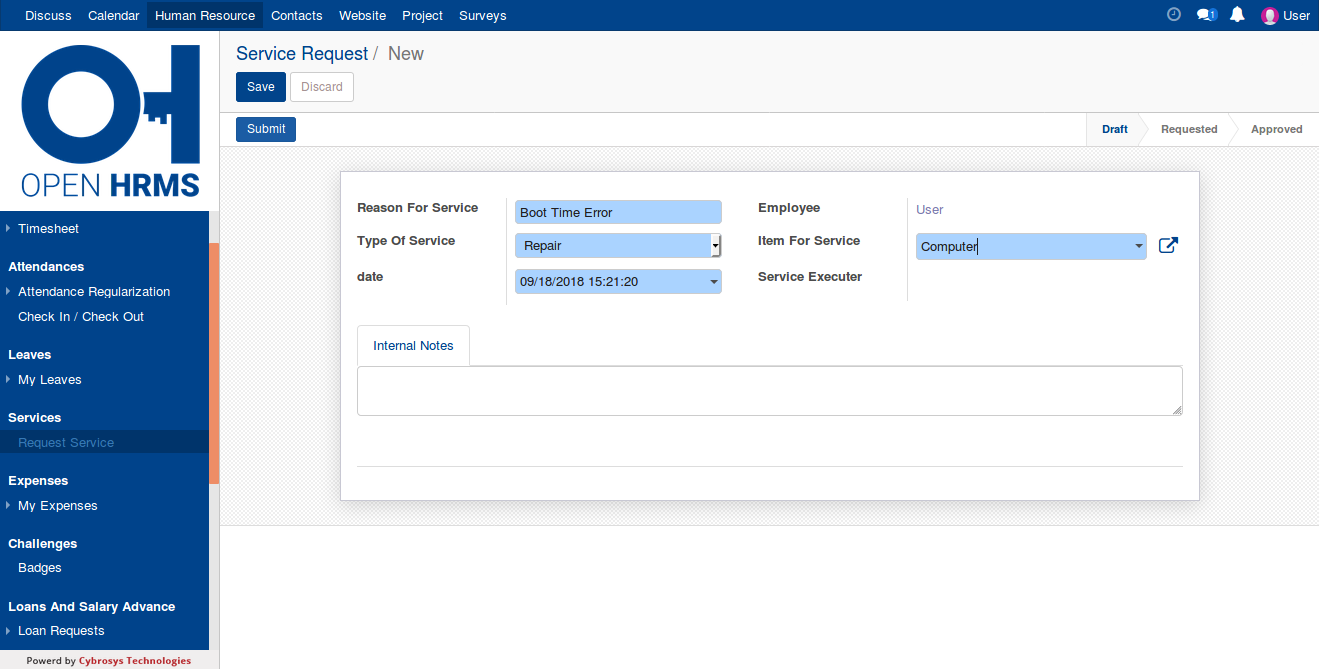 Discuss Calendar Human Resource Contacts Website Project Surveys 1 User
OPEN HRMS
Timesheet
Attendances
Attendance Regularization
Check In / Check Out
Leaves
My Leaves
Services
Request Service
Expenses
My Expenses
Challenges
Badges
Loans And Salary Advance
Loan Requests
Powerd by Cybrosys Technologies
Service Request / New
Save Discard
Submit Draft Requested Approved
Reason For Service Boot Time Error Employee User
Type Of Service Repair Item For Service Computer
date 09/18/2018 15:21:20 Service Executer
Internal Notes